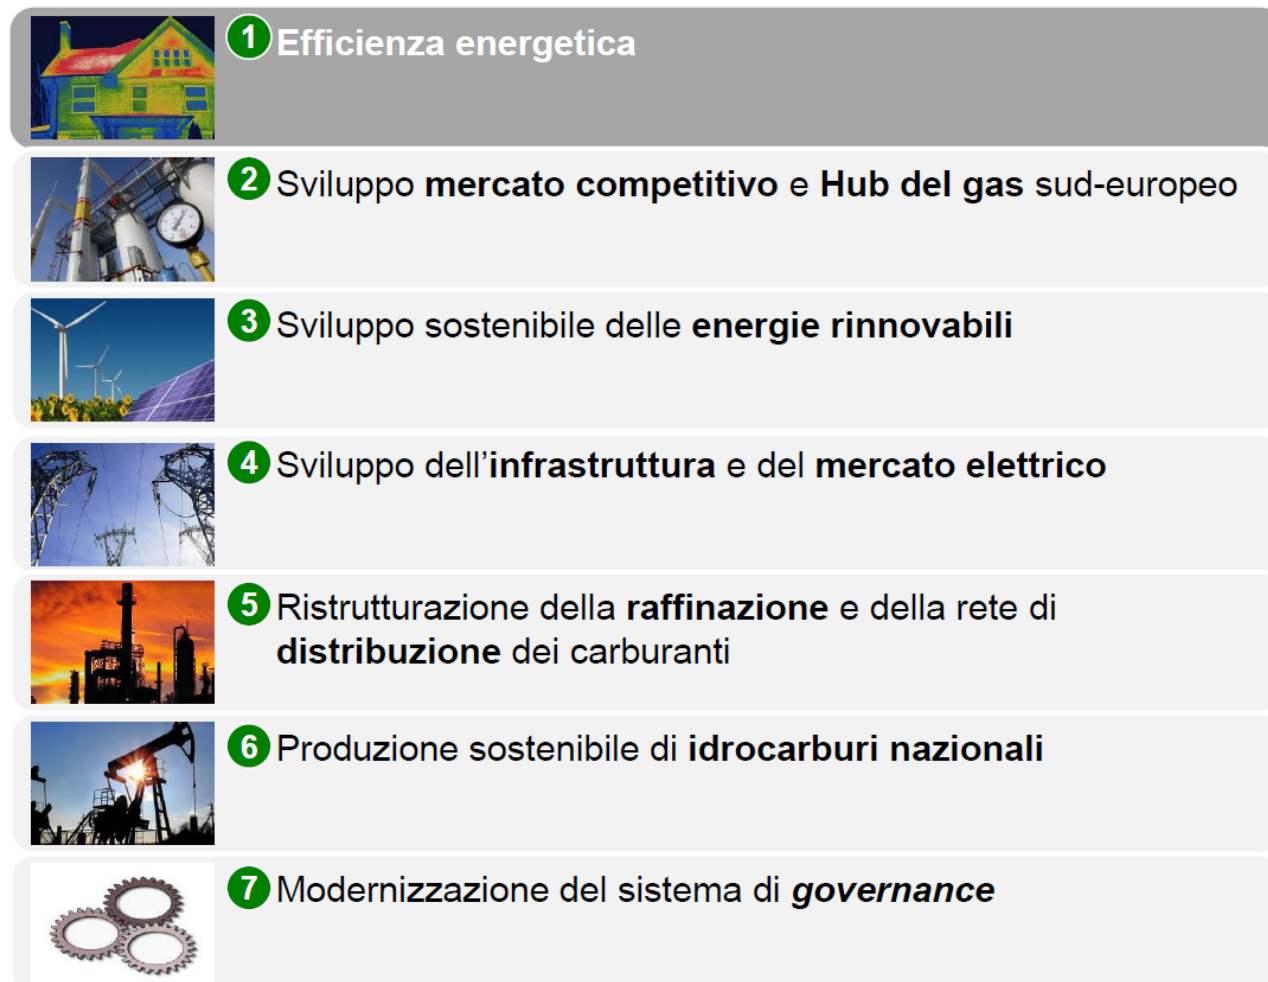 1 Efficienza energetica
2 Sviluppo mercato competitivo e Hub del gas sud-europeo
3 Sviluppo sostenibile delle energie rinnovabili
4 Sviluppo dell’infrastruttura e del mercato elettrico
5 Ristrutturazione della raffinazione e della rete di
distribuzione dei carburanti
6 Produzione sostenibile di idrocarburi nazionali
7 Modernizzazione del sistema di governance